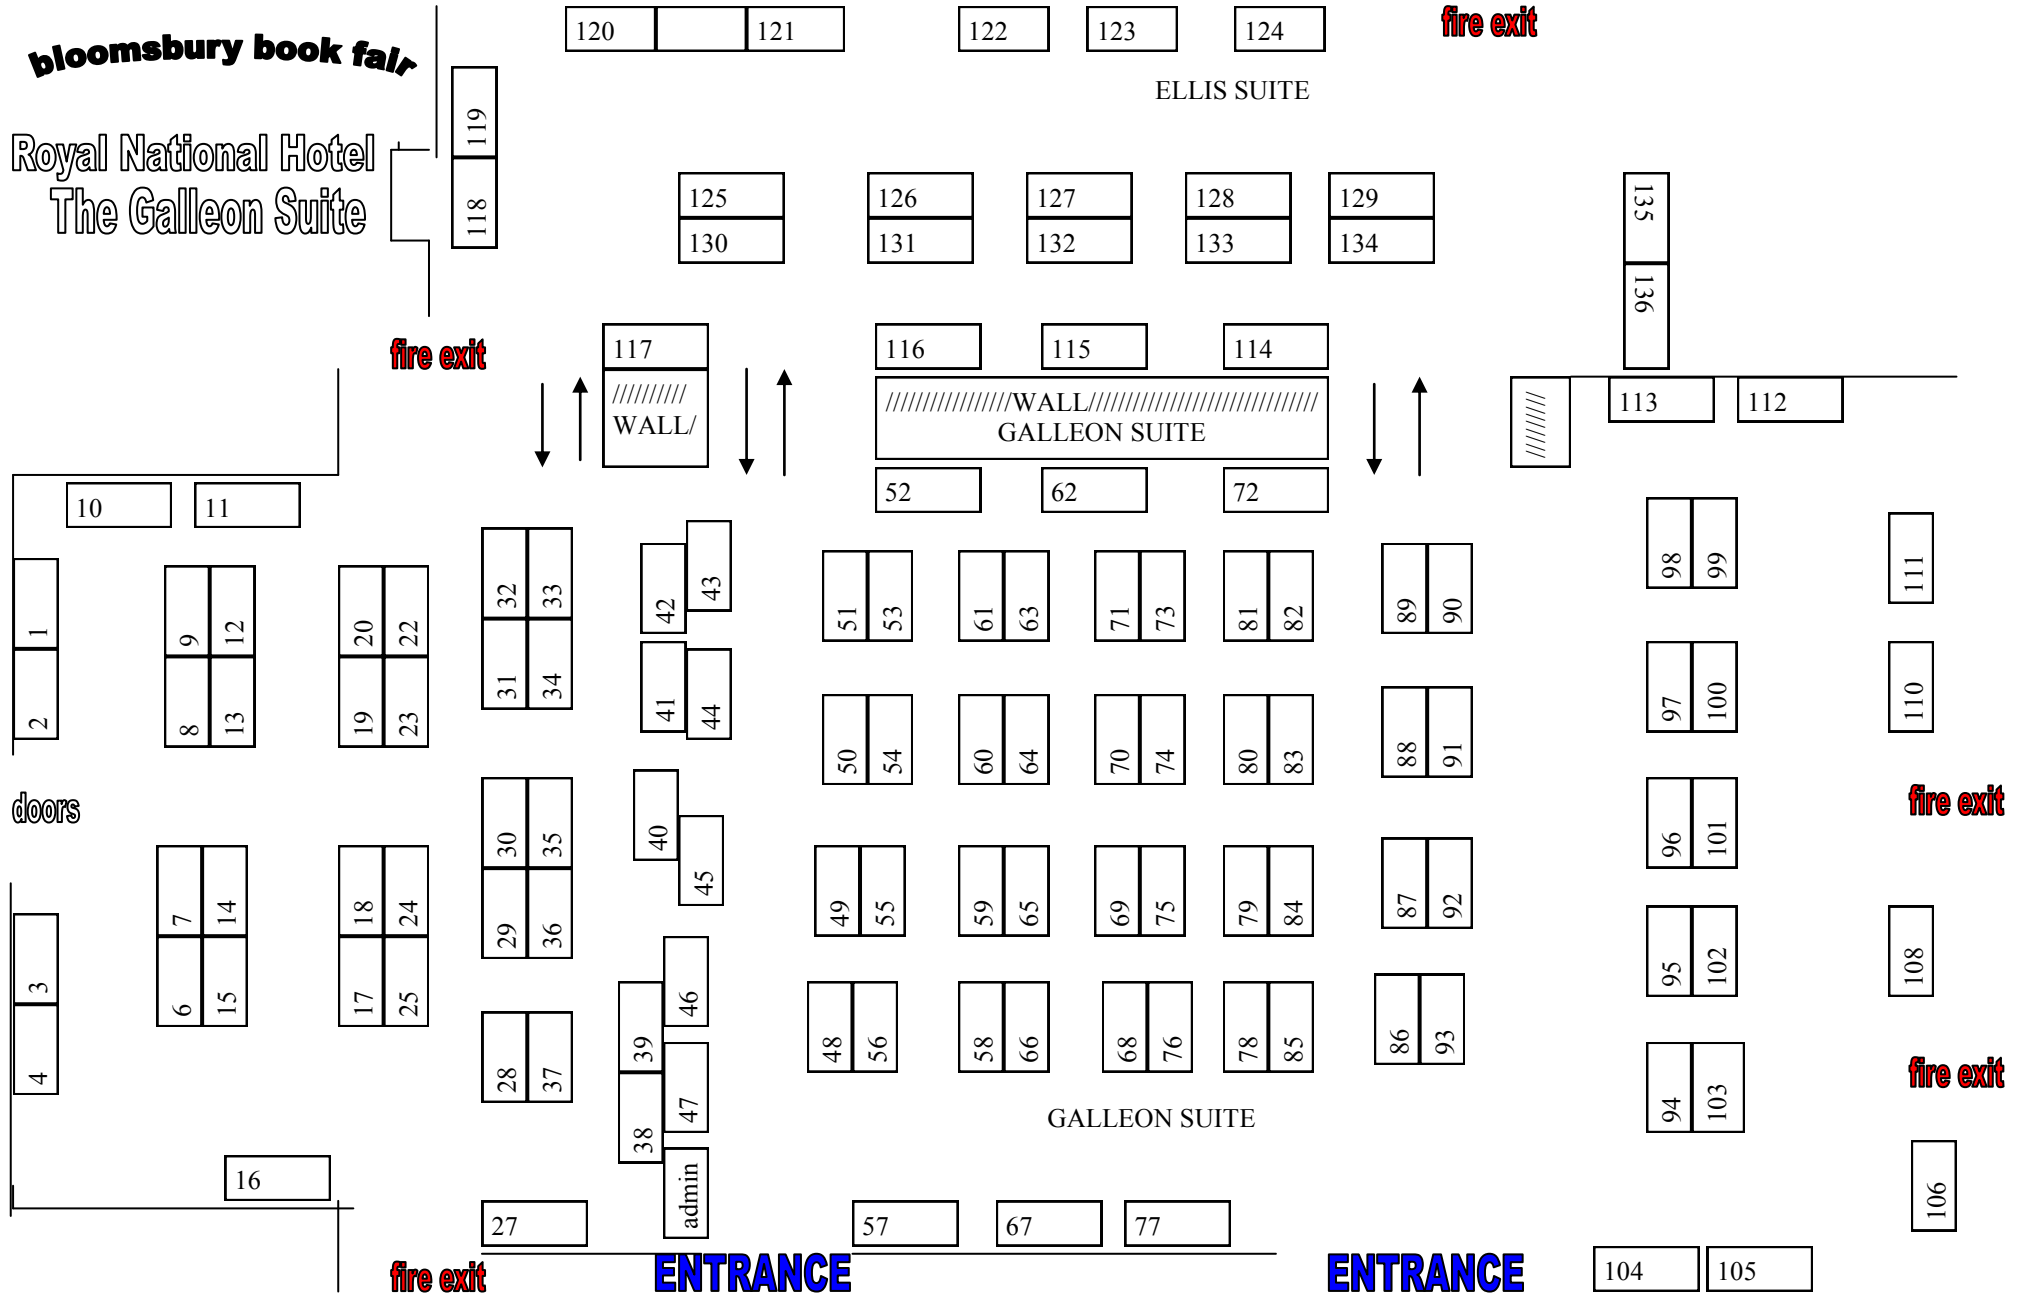 120 121 122 123 124 fire exit
bloomsbury book fair
ELLIS SUITE
119
Royal National Hotel
The Galleon Suite
118
125 126 127 128 129 135
130 131 132 133 134
136
fire exit
117 116 115 114
////////// /////////////////WALL///////////////////////////////
WALL/ GALLEON SUITE
///////// 113 112
52 62 72
10 11
32 33 42 43 51 53 61 63 71 73 81 82 89 90 98 99 111
1 9 12 20 22
2 8 13 19 23 31 34 41 44 50 54 60 64 70 74 80 83 88 91 97 100 110
doors
fire exit
30 35 40 45 96 101
7 14 18 24 49 55 59 65 69 75 79 84 87 92
29 36
3 6 15 17 25 46 95 102 108
4 28 37 39 48 56 58 66 68 76 78 85 86 93
fire exit
38 47 94 103
GALLEON SUITE
16 admin 106
27 57 67 77
fire exit ENTRANCE ENTRANCE 104 105